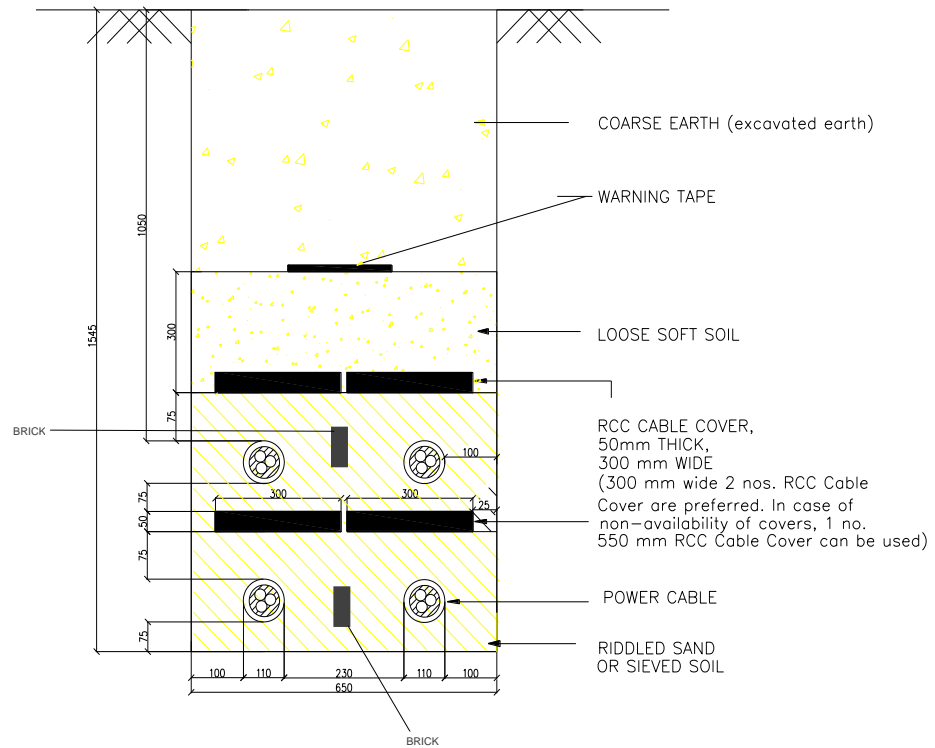 COARSE EARTH (excavated earth)
WARNING TAPE
1050
1545
300
LOOSE SOFT SOIL
75
BRICK
RCC CABLE COVER,
50mm THICK,
300 mm WIDE
(300 mm wide 2 nos. RCC Cable
Cover are preferred. In case of
non-availability of covers, 1 no.
550 mm RCC Cable Cover can be used)
100
75
300
300
25
50
75
POWER CABLE
75
RIDDLED SAND
OR SIEVED SOIL
100
110
230
110
100
650
BRICK